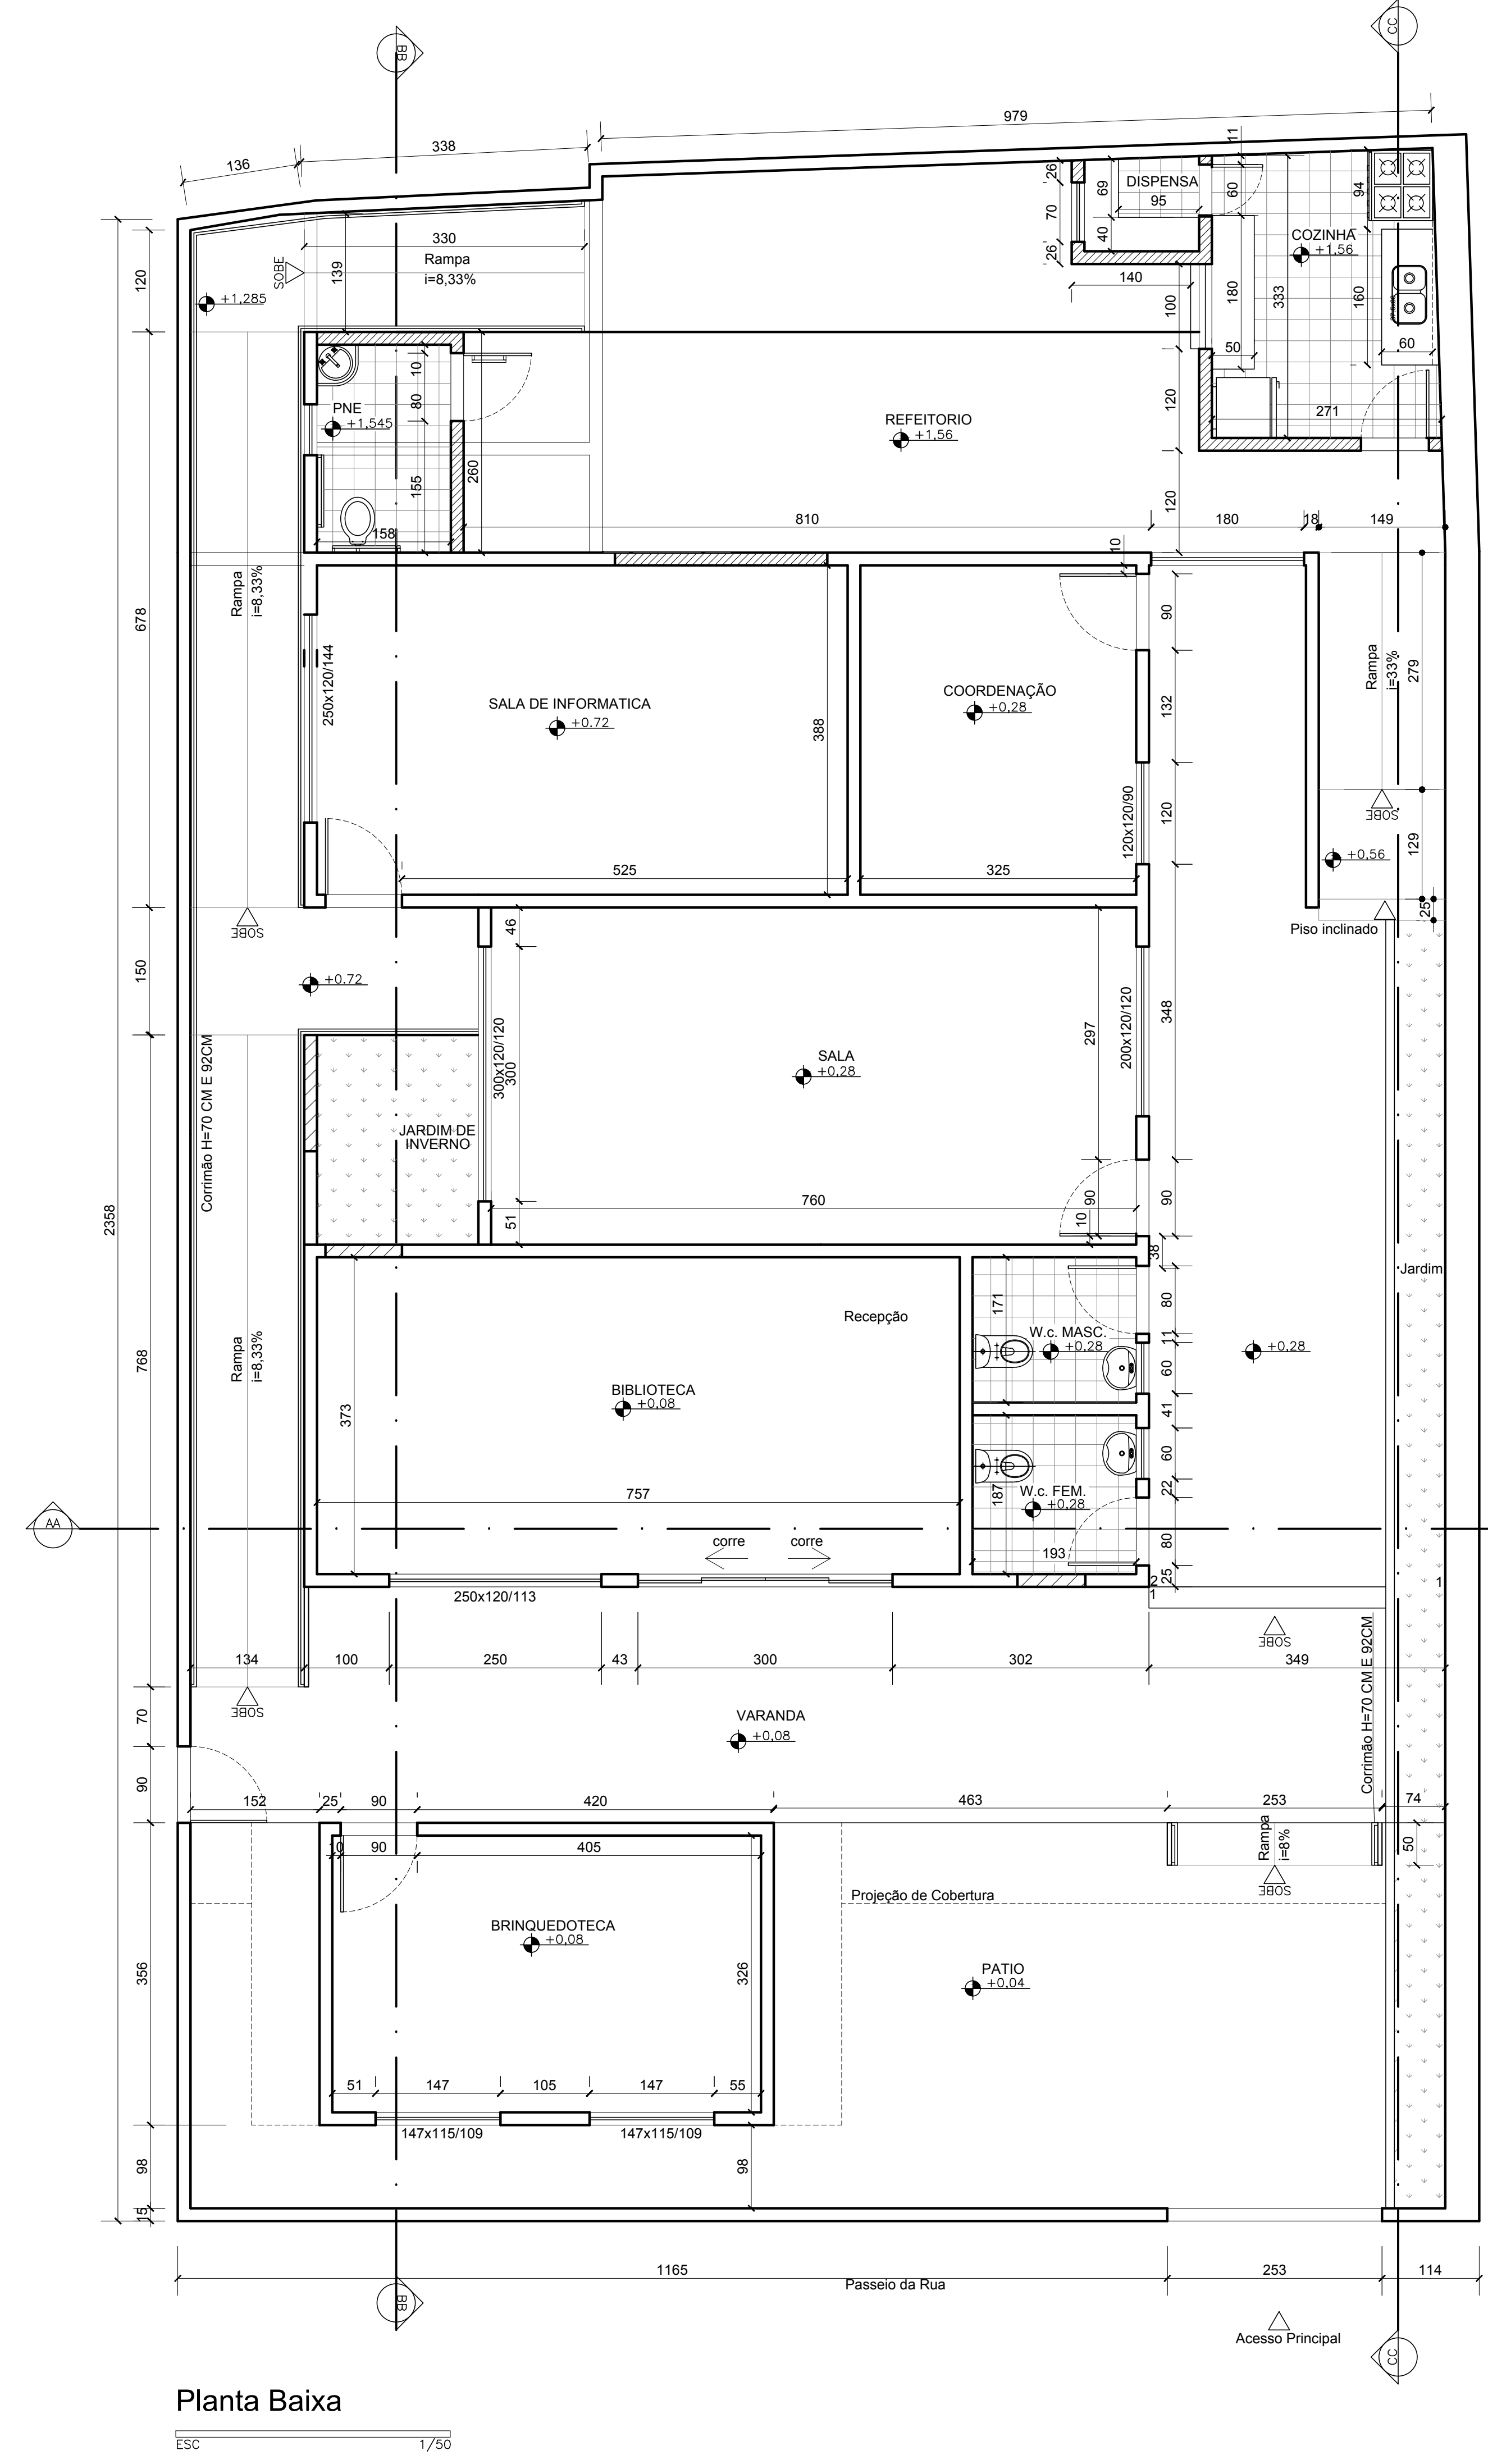 BB
CC
979
338
136
11
26
69
DISPENSA
95
60
94
70
40
26
COZINHA
+1,56
330
Rampa
i=8,33%
SOBE
139
140
100
180
333
160
50
60
120
+1,285
10
80
PNE
+1,545
155
158
260
REFEITORIO
+1,56
120
271
120
810
180
18
149
10
Rampa
i=8,33%
678
250x120/144
SALA DE INFORMATICA
+0.72
388
COORDENAÇÃO
+0,28
90
132
120
120x120/90
Rampa
i=33%
279
SOBE
+0,56
129
25
525
325
Piso inclinado
SOBE
46
150
+0.72
300x120/120
300
SALA
+0,28
297
200x120/120
348
Corrimão H=70 CM E 92CM
JARDIM DE
INVERNO
760
51
90
10
90
38
2358
Jardim
768
Rampa
i=8,33%
373
Recepção
171
W.c. MASC.
+0,28
80
11
60
41
+0,28
BIBLIOTECA
+0,08
60
22
187
W.c. FEM.
+0,28
757
AA
corre
corre
193
80
25
2
1
1
250x120/113
SOBE
134
100
250
43
300
302
349
Corrimão H=70 CM E 92CM
SOBE
70
VARANDA
+0,08
90
152
25
90
420
463
253
74
10
90
405
Rampa
i=8%
50
SOBE
Projeção de Cobertura
BRINQUEDOTECA
+0,08
356
326
PATIO
+0,04
51
147
105
147
55
147x115/109
147x115/109
98
98
15
1165
253
114
Passeio da Rua
BB
Acesso Principal
CC
Planta Baixa
ESC
1/50